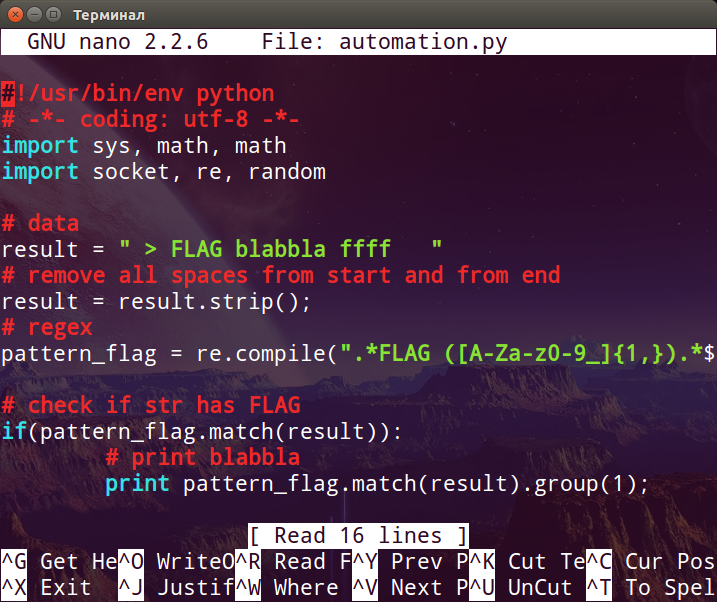 Терминал
GNU nano 2.2.6 File: automation.py
#!/usr/bin/env python
# -*- coding: utf-8 -*-
import sys, math, math
import socket, re, random
# data
result = " > FLAG blabbla ffff   "
# remove all spaces from start and from end
result = result.strip();
# regex
pattern_flag = re.compile(".*FLAG ([A-Za-z0-9_]{1,}).*$
# check if str has FLAG
if(pattern_flag.match(result)):
# print blabbla
print pattern_flag.match(result).group(1);
[ Read 16 lines ]
^G Get He^O WriteO^R Read F^Y Prev P^K Cut Te^C Cur Pos
^X Exit ^J Justif^W Where ^V Next P^U UnCut ^T To Spel